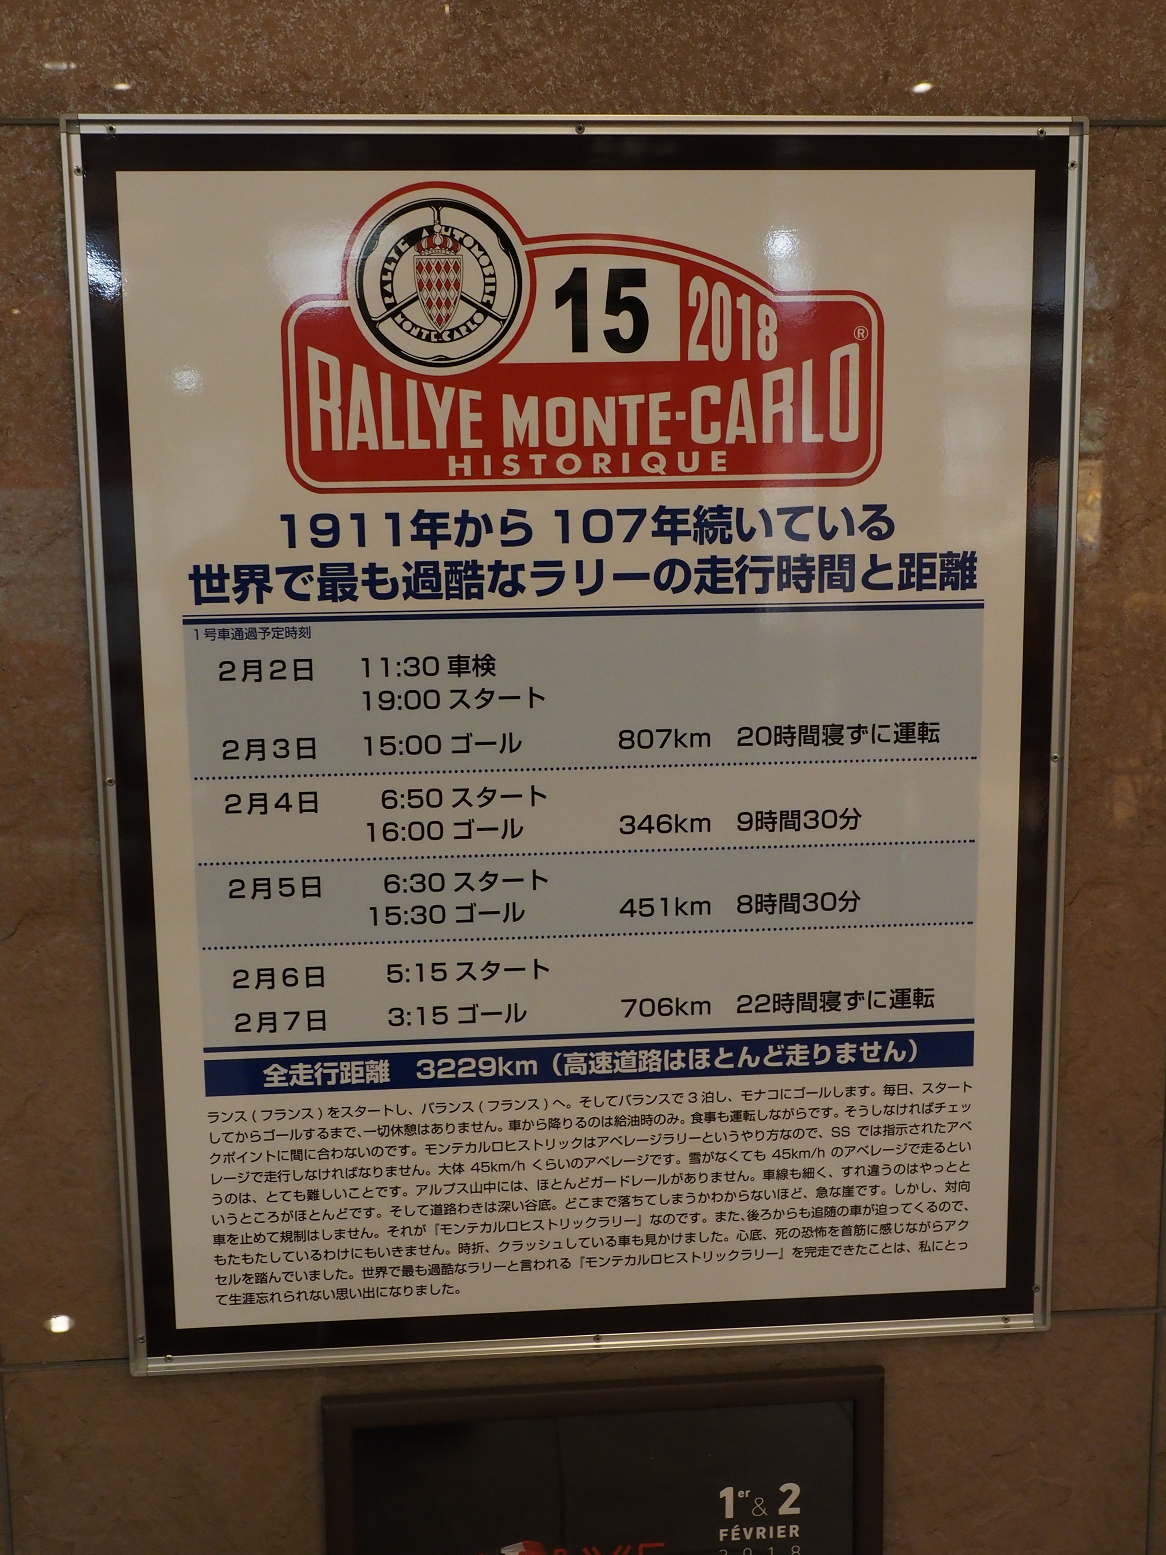 RALLYE AUTOMOBILE
MONTE-CARLO
15
2018
RALLYE MONTE-CARLO ®
HISTORIQUE
1911年から 107年続いている
世界で最も過酷なラリーの走行時間と距離
1号車通過予定時刻
2月2日 11:30 車検
19:00 スタート
2月3日 15:00 ゴール 807km 20時間寝ずに運転
2月4日 6:50 スタート
16:00 ゴール 346km 9時間30分
2月5日 6:30 スタート
15:30 ゴール 451km 8時間30分
2月6日 5:15 スタート
2月7日 3:15 ゴール 706km 22時間寝ずに運転
全走行距離 3229km（高速道路はほとんど走りません）
ランス(フランス)をスタートし、バランス(フランス)へ。そしてバランスで3泊し、モナコにゴールします。毎日、スタート
してからゴールするまで、一切休憩はありません。車から降りるのは給油時のみ。食事も運転しながらです。そうしなければチェッ
クポイントに間に合わないのです。モンテカルロヒストリックはアベレージラリーというやり方なので、SSでは指示されたアベ
レージで走行しなければなりません。大体 45km/h くらいのアベレージです。雪がなくても 45km/h のアベレージで走るとい
うのは、とても難しいことです。アルプス山中には、ほとんどガードレールがありません。車線も細く、すれ違うのはやっとと
いうところがほとんどです。そして道路わきは深い谷底。どこまで落ちてしまうかわからないほど、急な崖です。しかし、対向
車を止めて規制はしません。それが『モンテカルロヒストリックラリー』なのです。また、後ろからも追随の車が迫ってくるので、
もたもたしているわけにもいきません。時折、クラッシュしている車も見かけました。心底、死の恐怖を首筋に感じながらアク
セルを踏んでいました。世界で最も過酷なラリーと言われる『モンテカルロヒストリックラリー』を完走できたことは、私にとっ
て生涯忘れられない思い出になりました。
1er & 2
FÉVRIER
2018